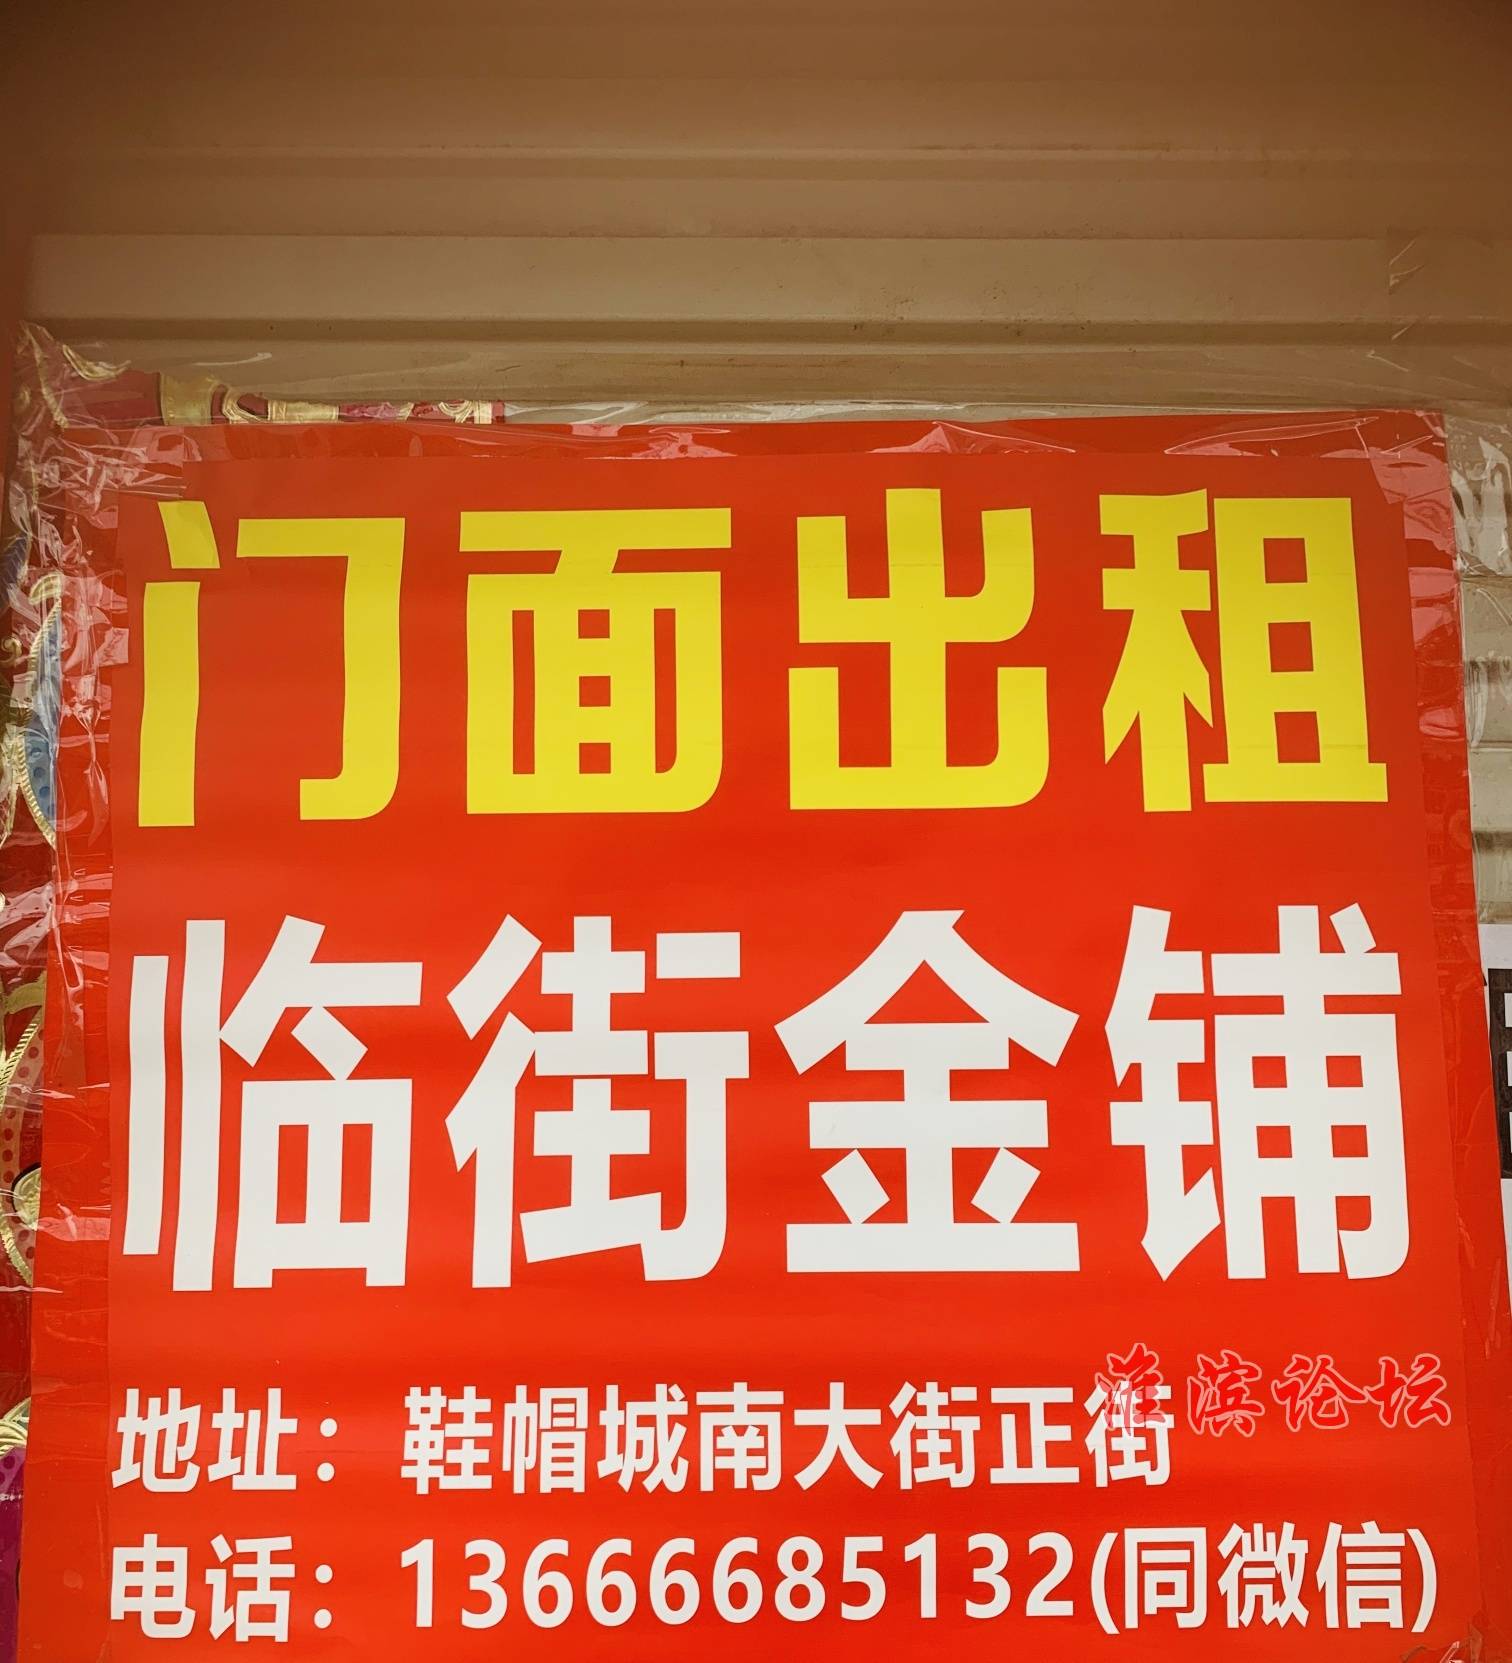 门面出租
临街金铺
地址：鞋帽城南大街正街
淮滨论坛
电话：13666685132(同微信)